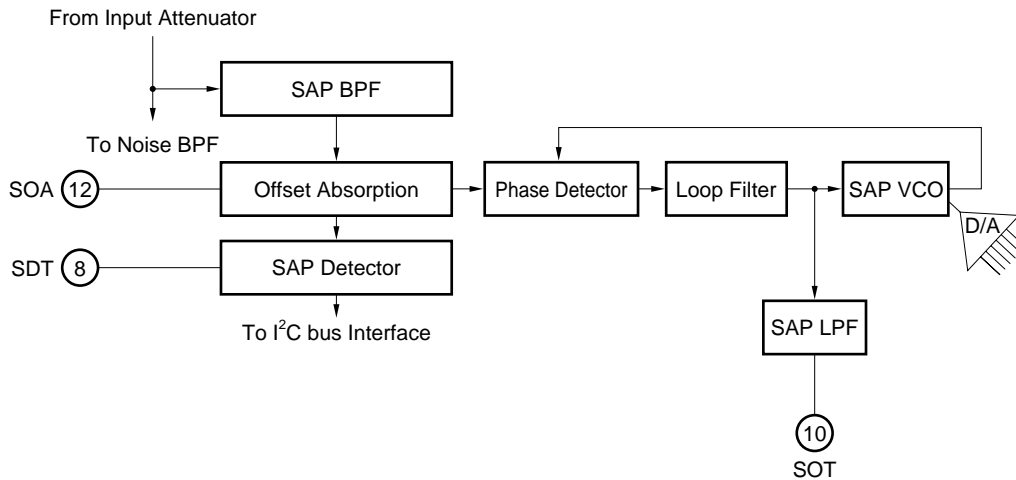 From Input Attenuator
SAP BPF
To Noise BPF
SOA 12 Offset Absorption Phase Detector Loop Filter SAP VCO
D/A
SDT 8 SAP Detector
To I²C bus Interface
SAP LPF
10
SOT